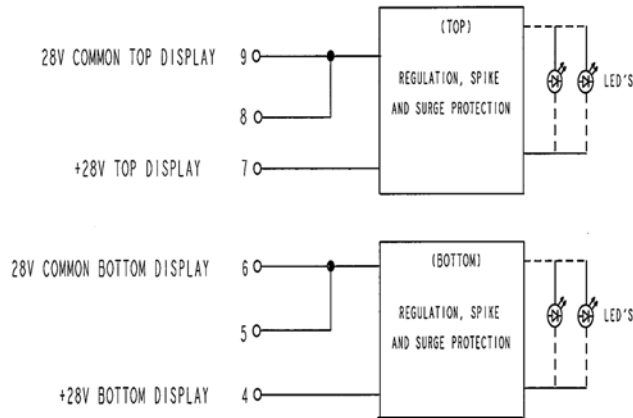 28V COMMON TOP DISPLAY 9
8
+28V TOP DISPLAY 7
(TOP)
REGULATION, SPIKE
AND SURGE PROTECTION
LED'S
28V COMMON BOTTOM DISPLAY 6
5
+28V BOTTOM DISPLAY 4
(BOTTOM)
REGULATION, SPIKE
AND SURGE PROTECTION
LED'S